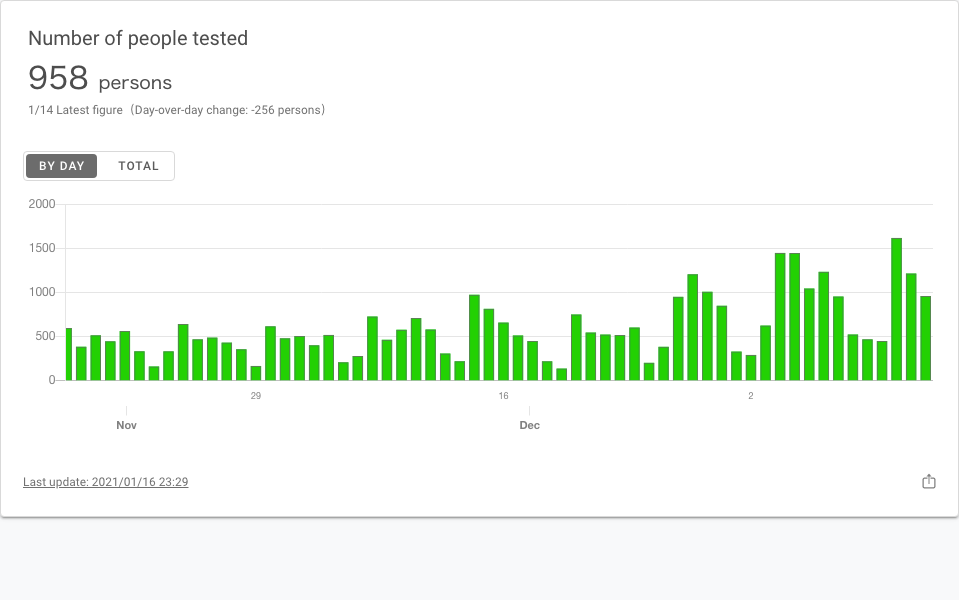 Number of people tested
958 persons
1/14 Latest figure（Day-over-day change: -256 persons）
BY DAY TOTAL
2000
1500
1000
500
0
29 16 2
Nov Dec
Last update: 2021/01/16 23:29